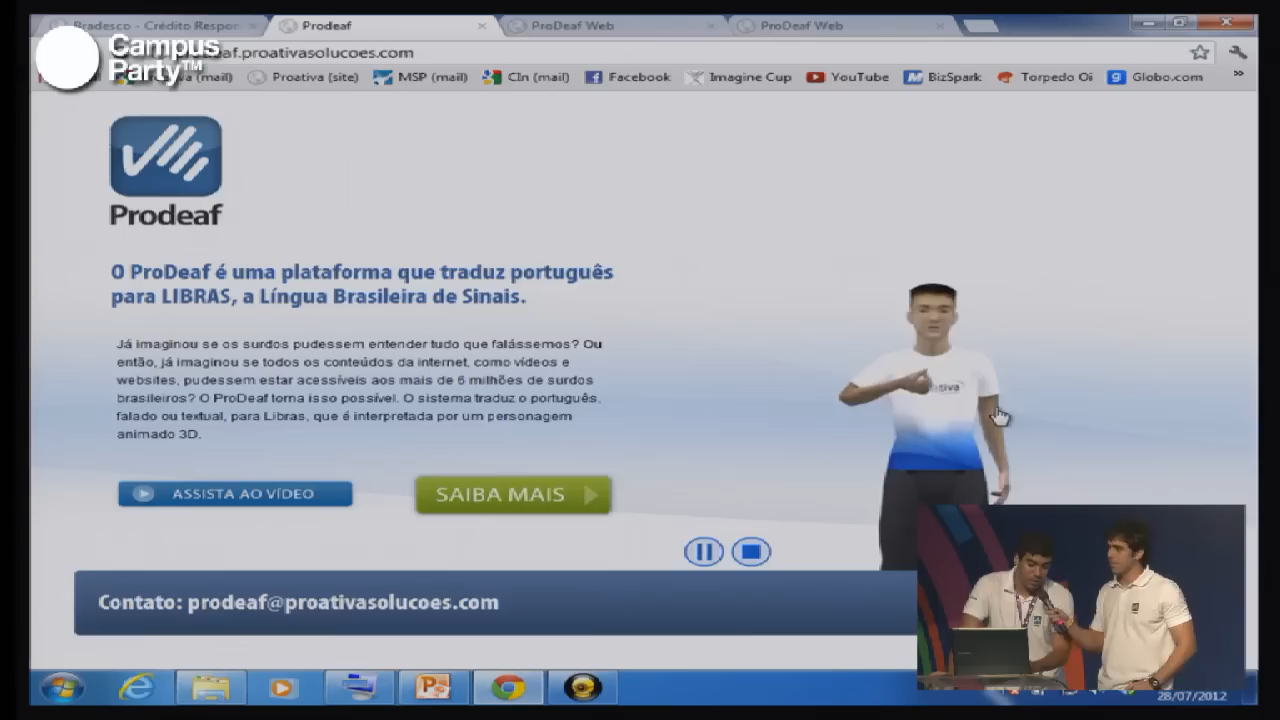 Bradesco - Crédito Respon
Prodeaf
ProDeaf Web
ProDeaf Web
Campus
Party™
af.proativasolucoes.com
(mail)
Proativa (site)
MSP (mail)
CIn (mail)
Facebook
Imagine Cup
YouTube
BizSpark
Torpedo Oi
Globo.com
Prodeaf
O ProDeaf é uma plataforma que traduz português
para LIBRAS, a Língua Brasileira de Sinais.
Já imaginou se os surdos pudessem entender tudo que falássemos? Ou
então, já imaginou se todos os conteúdos da internet, como vídeos e
websites, pudessem estar acessíveis aos mais de 6 milhões de surdos
brasileiros? O ProDeaf torna isso possível. O sistema traduz o português,
falado ou textual, para Libras, que é interpretada por um personagem
animado 3D.
ASSISTA AO VÍDEO
SAIBA MAIS
Contato: prodeaf@proativasolucoes.com
28/07/2012